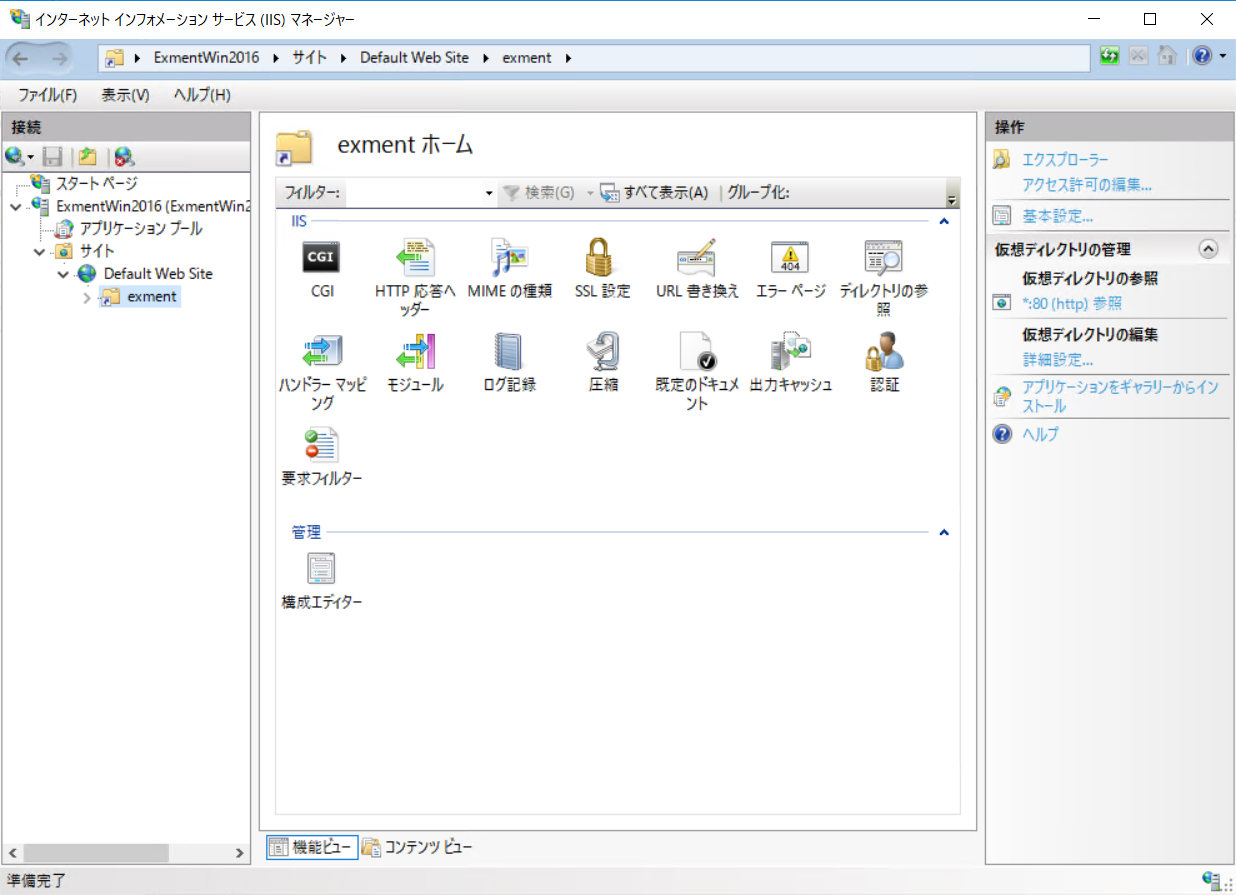 インターネット インフォメーション サービス (IIS) マネージャー
ExmentWin2016 サイト Default Web Site exment
ファイル(F) 表示(V) ヘルプ(H)
接続
スタート ページ
ExmentWin2016 (ExmentWin2
アプリケーション プール
サイト
Default Web Site
exment
exment ホーム
フィルター: 検索(G) すべて表示(A) グループ化:
IIS
CGI
404
CGI
HTTP 応答ヘ
ッダー
MIME の種類
SSL 設定
URL 書き換え
エラー ページ
ディレクトリの参
照
ハンドラー マッピ
ング
モジュール
ログ記録
圧縮
既定のドキュメ
ント
出力キャッシュ
認証
要求フィルター
管理
構成エディター
機能ビュー コンテンツ ビュー
操作
エクスプローラー
アクセス許可の編集...
基本設定...
仮想ディレクトリの管理
仮想ディレクトリの参照
*:80 (http) 参照
仮想ディレクトリの編集
詳細設定...
アプリケーションをギャラリーからイン
ストール
ヘルプ
準備完了